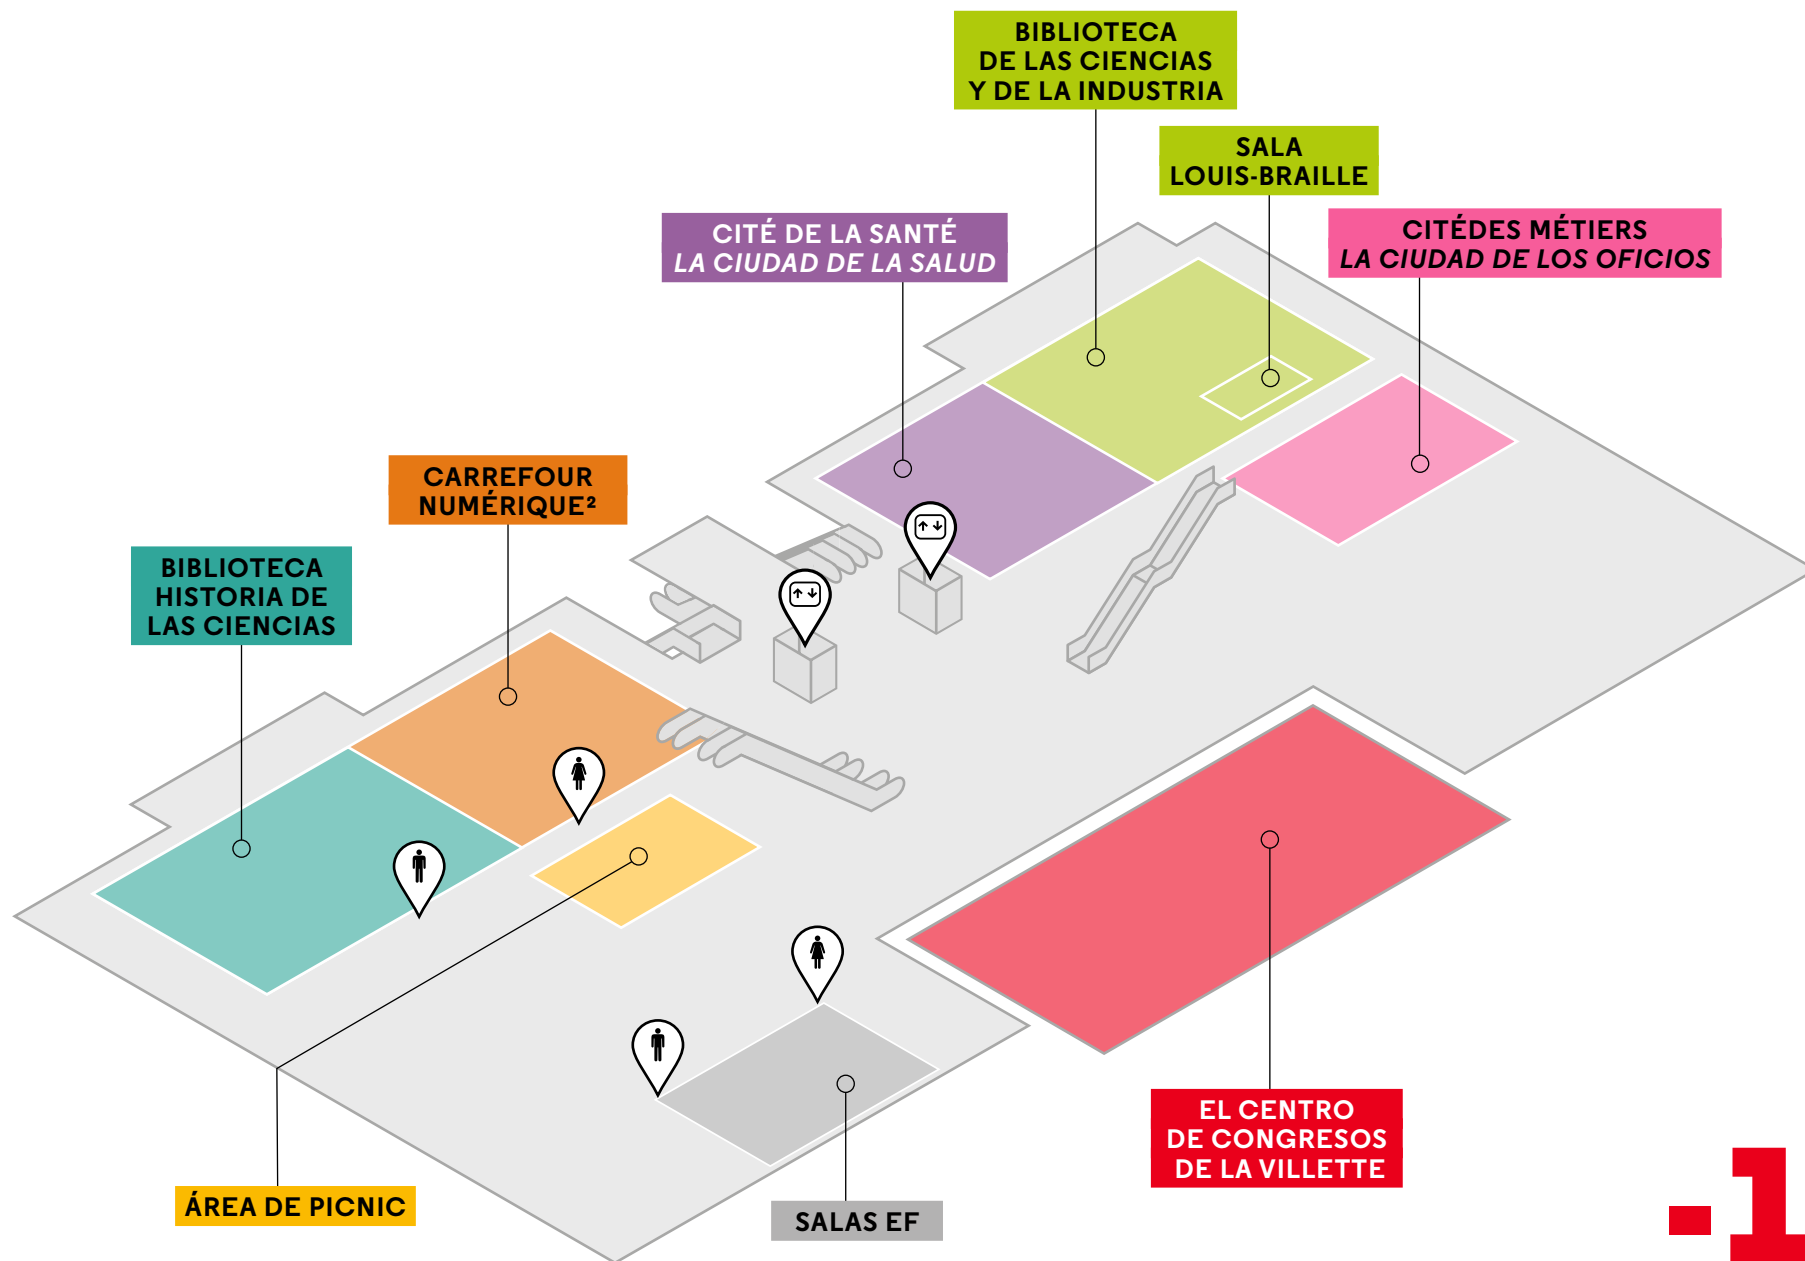 BIBLIOTECA
DE LAS CIENCIAS
Y DE LA INDUSTRIA
SALA
LOUIS-BRAILLE
CITÉ DE LA SANTÉ
LA CIUDAD DE LA SALUD
CITÉDES MÉTIERS
LA CIUDAD DE LOS OFICIOS
CARREFOUR
NUMÉRIQUE²
BIBLIOTECA
HISTORIA DE
LAS CIENCIAS
EL CENTRO
DE CONGRESOS
DE LA VILLETTE
ÁREA DE PICNIC
SALAS EF
-1